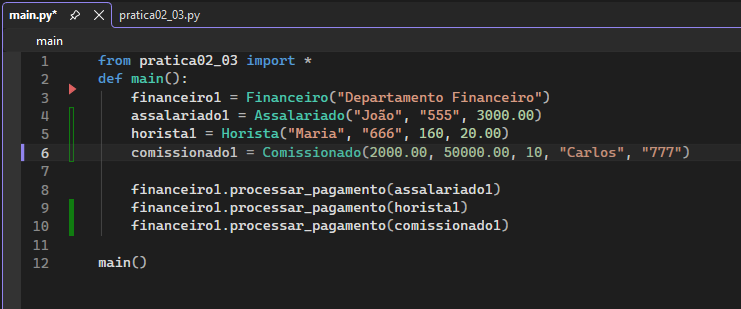 main.py* pratica02_03.py
main
1 from pratica02_03 import *
2 def main():
3 financeiro1 = Financeiro("Departamento Financeiro")
4 assalariado1 = Assalariado("João", "555", 3000.00)
5 horista1 = Horista("Maria", "666", 160, 20.00)
6 comissionado1 = Comissionado(2000.00, 50000.00, 10, "Carlos", "777")
7
8 financeiro1.processar_pagamento(assalariado1)
9 financeiro1.processar_pagamento(horista1)
10 financeiro1.processar_pagamento(comissionado1)
11
12 main()